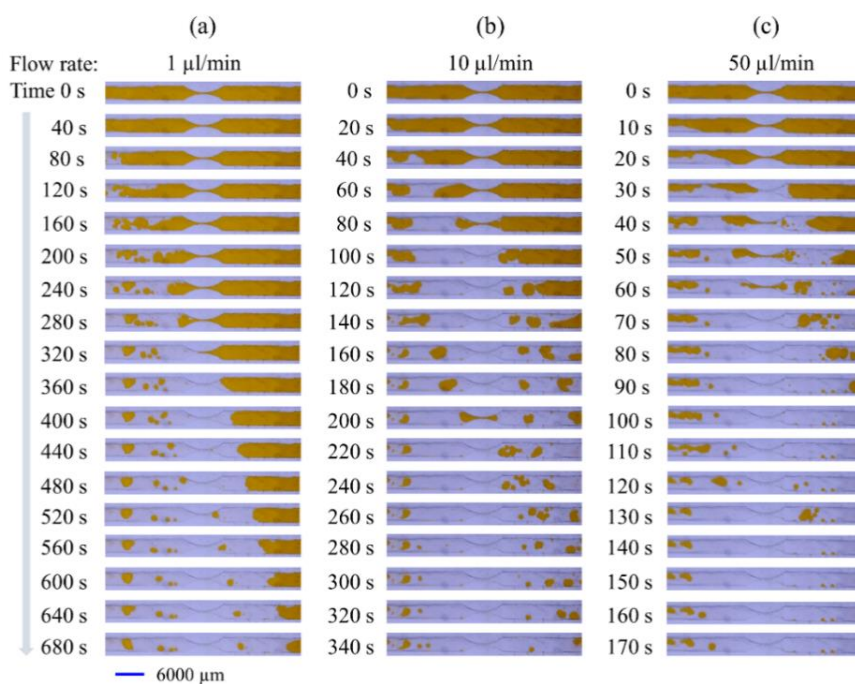 (a) (b) (c)
Flow rate: 1 µl/min 10 µl/min 50 µl/min
Time 0 s 0 s 0 s
40 s 20 s 10 s
80 s 40 s 20 s
120 s 60 s 30 s
160 s 80 s 40 s
200 s 100 s 50 s
240 s 120 s 60 s
280 s 140 s 70 s
320 s 160 s 80 s
360 s 180 s 90 s
400 s 200 s 100 s
440 s 220 s 110 s
480 s 240 s 120 s
520 s 260 s 130 s
560 s 280 s 140 s
600 s 300 s 150 s
640 s 320 s 160 s
680 s 340 s 170 s
6000 µm